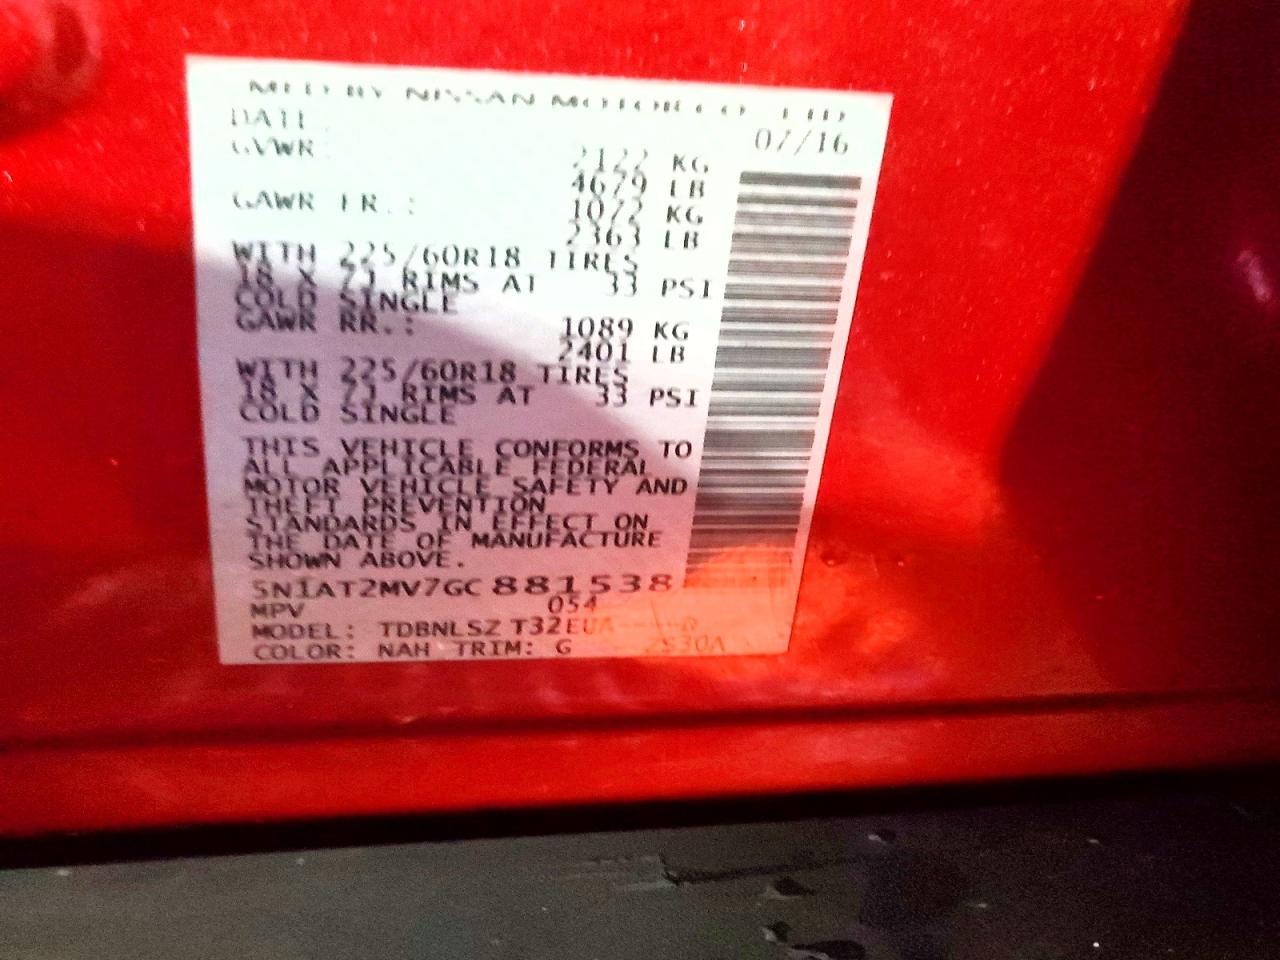 MFD BY NISSAN MOTOR CO. LTD
DATE: 07/16
GVWR: 2122 KG
4679 LB
GAWR FR.: 1072 KG
2363 LB
WITH 225/60R18 TIRES
18 X 7J RIMS AT 33 PSI
COLD SINGLE
GAWR RR.: 1089 KG
2401 LB
WITH 225/60R18 TIRES
18 X 7J RIMS AT 33 PSI
COLD SINGLE
THIS VEHICLE CONFORMS TO
ALL APPLICABLE FEDERAL
MOTOR VEHICLE SAFETY AND
THEFT PREVENTION
STANDARDS IN EFFECT ON
THE DATE OF MANUFACTURE
SHOWN ABOVE.
5N1AT2MV7GC881538
MPV 054
MODEL: TDBNLSZ T32EUA-----D
COLOR: NAH TRIM: G ZS30A